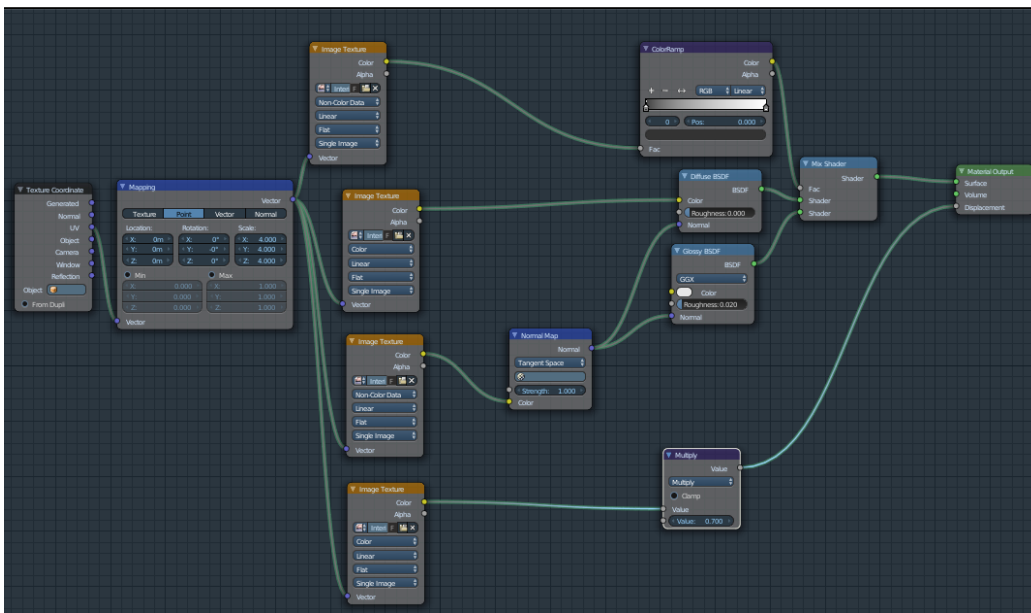 Image Texture
Color
Alpha
Interi F
Non-Color Data
Linear
Flat
Single Image
Vector
ColorRamp
Color
Alpha
RGB Linear
0 Pos: 0.000
Fac
Texture Coordinate
Generated
Normal
UV
Object
Camera
Window
Reflection
Object:
From Dupli
Mapping
Vector
Texture Point Vector Normal
Location: Rotation: Scale:
X: 0m X: 0° X: 4.000
Y: 0m Y: -0° Y: 4.000
Z: 0m Z: 0° Z: 4.000
Min Max
X: 0.000 X: 1.000
Y: 0.000 Y: 1.000
Z: 0.000 Z: 1.000
Vector
Image Texture
Color
Alpha
Interi F
Color
Linear
Flat
Single Image
Vector
Diffuse BSDF
BSDF
Color
Roughness:0.000
Normal
Mix Shader
Shader
Fac
Shader
Shader
Material Output
Surface
Volume
Displacement
Glossy BSDF
BSDF
GGX
Color
Roughness:0.020
Normal
Image Texture
Color
Alpha
Interi F
Non-Color Data
Linear
Flat
Single Image
Vector
Normal Map
Normal
Tangent Space
Strength: 1.000
Color
Image Texture
Color
Alpha
Interi F
Color
Linear
Flat
Single Image
Vector
Multiply
Value
Multiply
Clamp
Value
Value: 0.700